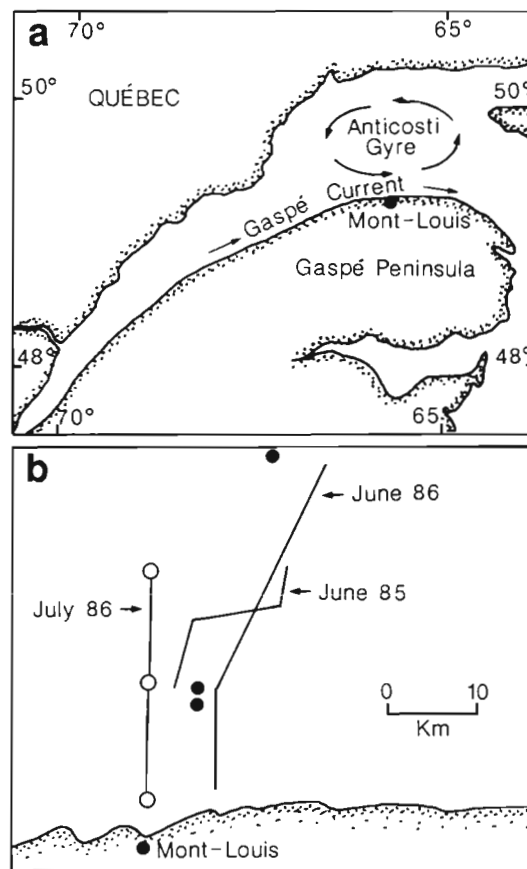 a
70°
65°
50°
QUÉBEC
50°
Anticosti
Gyre
Gaspé Current
Mont-Louis
Gaspé Peninsula
48°
48°
70°
65°
b
June 86
June 85
July 86
0 10
Km
Mont-Louis